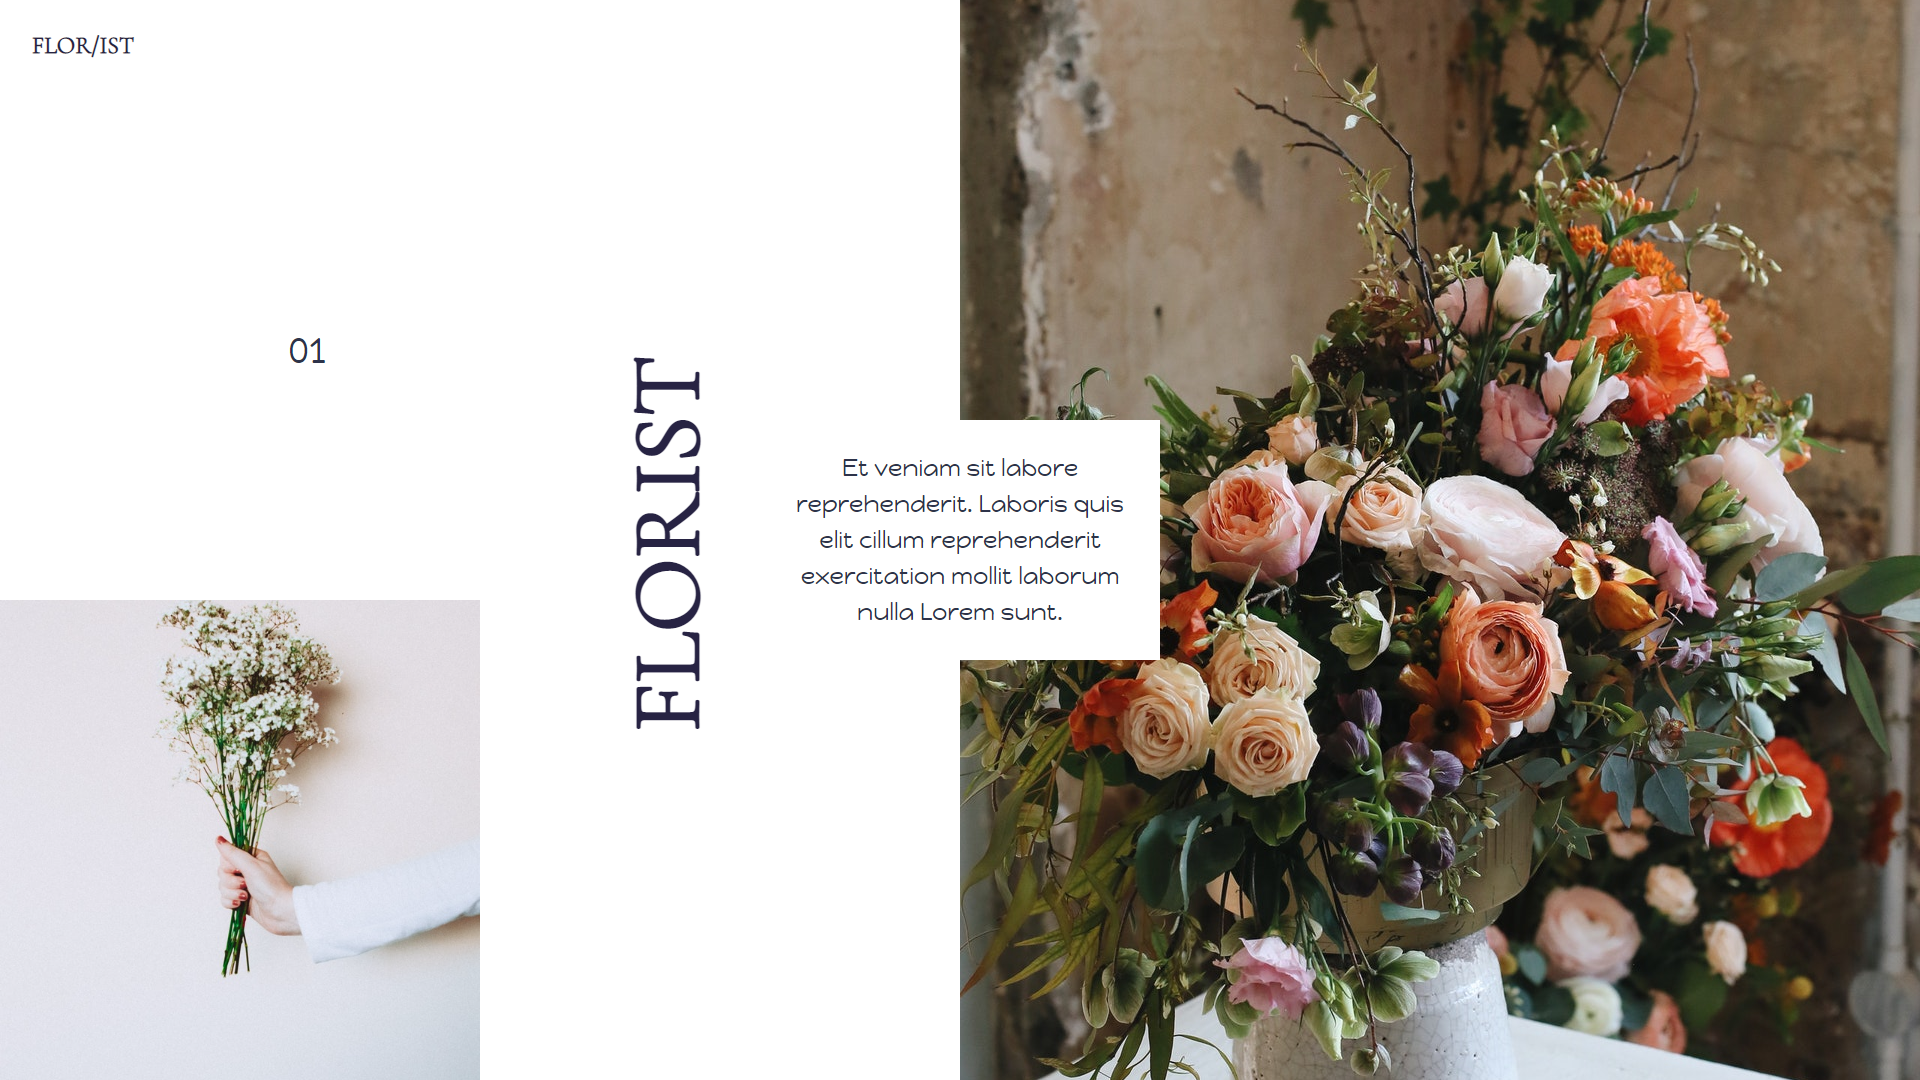 FLOR/IST
01
FLORIST
Et veniam sit labore
reprehenderit. Laboris quis
elit cillum reprehenderit
exercitation mollit laborum
nulla Lorem sunt.